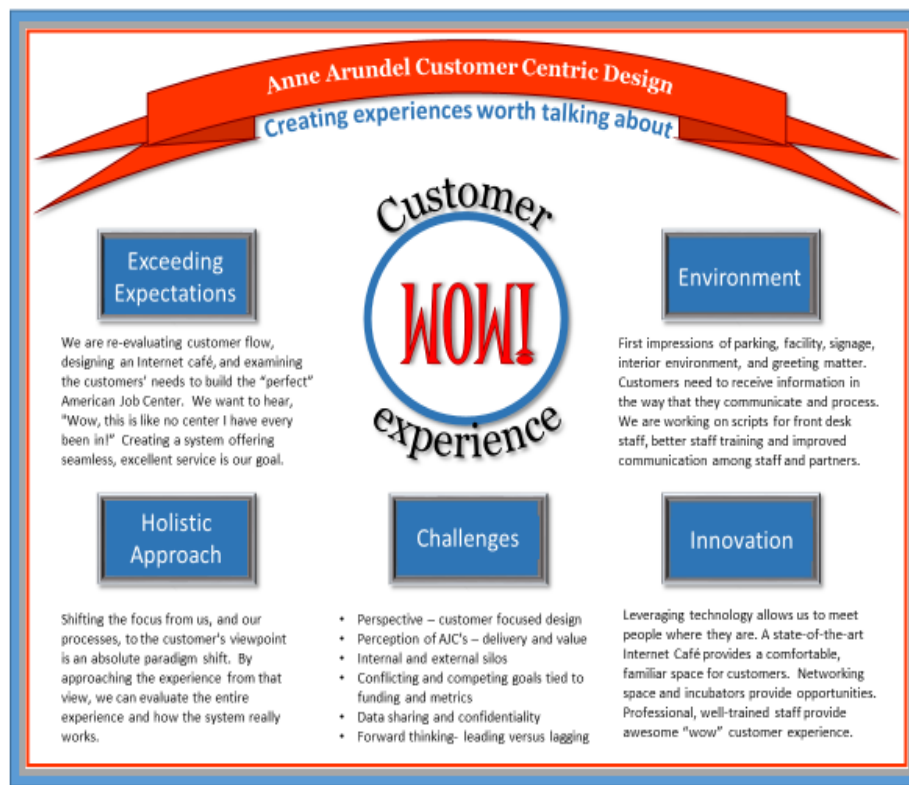 Anne Arundel Customer Centric Design
Creating experiences worth talking about
Customer
WOW!
experience
Exceeding
Expectations
We are re-evaluating customer flow,
designing an Internet café, and examining
the customers' needs to build the “perfect”
American Job Center.  We want to hear,
"Wow, this is like no center I have every
been in!”  Creating a system offering
seamless, excellent service is our goal.
Environment
First impressions of parking, facility, signage,
interior environment, and greeting matter.
Customers need to receive information in
the way that they communicate and process.
We are working on scripts for front desk
staff, better staff training and improved
communication among staff and partners.
Holistic
Approach
Shifting the focus from us, and our
processes, to the customer's viewpoint
is an absolute paradigm shift.  By
approaching the experience from that
view, we can evaluate the entire
experience and how the system really
works.
Challenges
• Perspective – customer focused design
• Perception of AJC's – delivery and value
• Internal and external silos
• Conflicting and competing goals tied to
funding and metrics
• Data sharing and confidentiality
• Forward thinking- leading versus lagging
Innovation
Leveraging technology allows us to meet
people where they are. A state-of-the-art
Internet Café provides a comfortable,
familiar space for customers.  Networking
space and incubators provide opportunities.
Professional, well-trained staff provide
awesome “wow” customer experience.